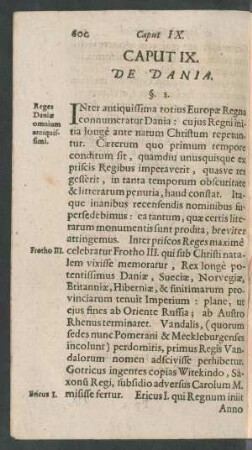 600 Caput IX.
CAPUT IX.
DE DANIA.
§. 1.
Reges
Daniæ
omnium
antiquis-
simi.
INter antiquissima totius Europæ Regna
connumeratur Dania: cujus Regni ini-
tia longè ante natum Christum repetun-
tur. Cæterum quo primum tempore
conditum sit, quamdiu unusquisque ex
priscis Regibus imperaverit, quasve res
gesserit, in tanta temporum obscuritate
& litterarum penuria, haud constat. Ita-
que inanibus recensendis nominibus su-
persedebimus: ea tantum, quæ certis lite-
rarum monumentis sunt prodita, breviter
attingemus. Inter priscos Reges maximè
Frotho III. celebratur Frotho III. qui sub Christi nata-
lem vixisse memoratur, Rex longè po-
tentissimus Daniæ, Sueciæ, Norvegiæ,
Britanniæ, Hiberniæ, & finitimarum pro-
vinciarum tenuit Imperium: plane, ut
ejus fines ab Oriente Russia; ab Austro
Rhenus terminaret. Vandalis, (quorum
sedes nunc Pomerani & Meckleburgenses
incolunt) perdomitis, primus Regis Van-
dalorum nomen adscivisse perhibetur.
Gotricus ingentes copias Witekindo, Sa-
xonũ Regi, subsidio adversus Carolum M.
Ericus I. misisse fertur. Ericus I. qui Regnum iniit
Anno